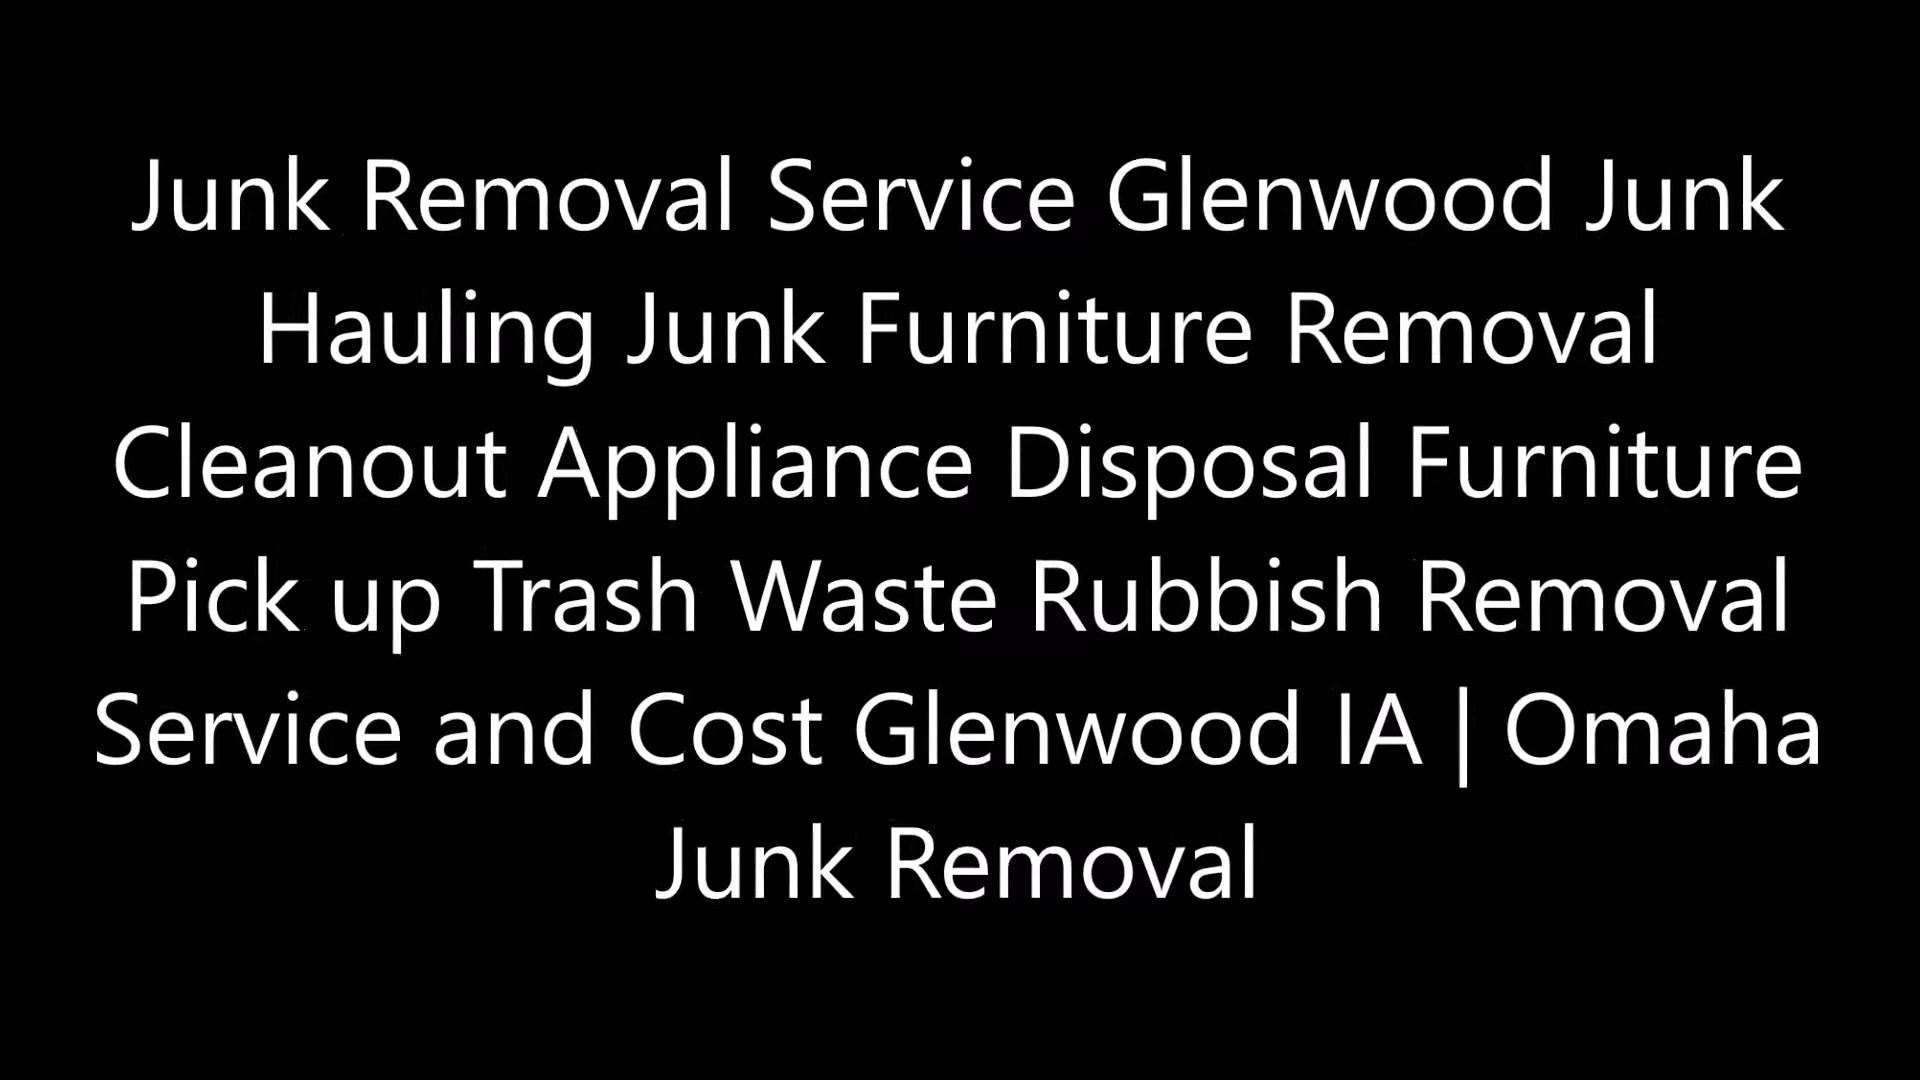 Junk Removal Service Glenwood Junk
Hauling Junk Furniture Removal
Cleanout Appliance Disposal Furniture
Pick up Trash Waste Rubbish Removal
Service and Cost Glenwood IA | Omaha
Junk Removal